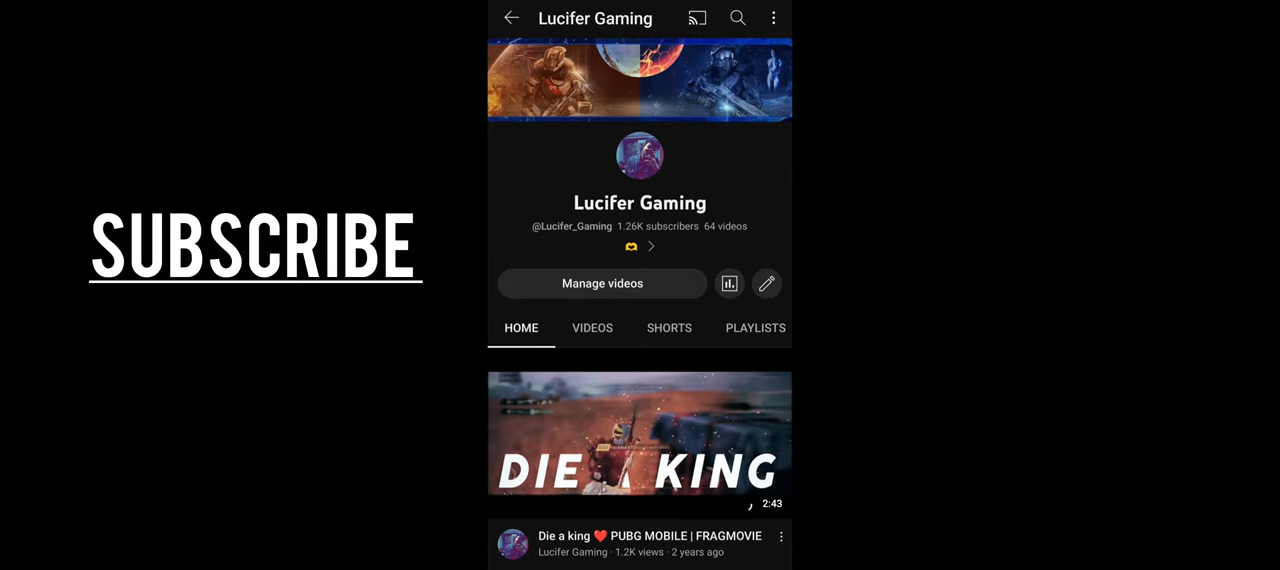 Lucifer Gaming
SUBSCRIBE
Lucifer Gaming
@Lucifer_Gaming 1.26K subscribers 64 videos
Manage videos
HOME VIDEOS SHORTS PLAYLISTS
DIE A KING
2:43
Die a king ❤️ PUBG MOBILE | FRAGMOVIE
Lucifer Gaming · 1.2K views · 2 years ago